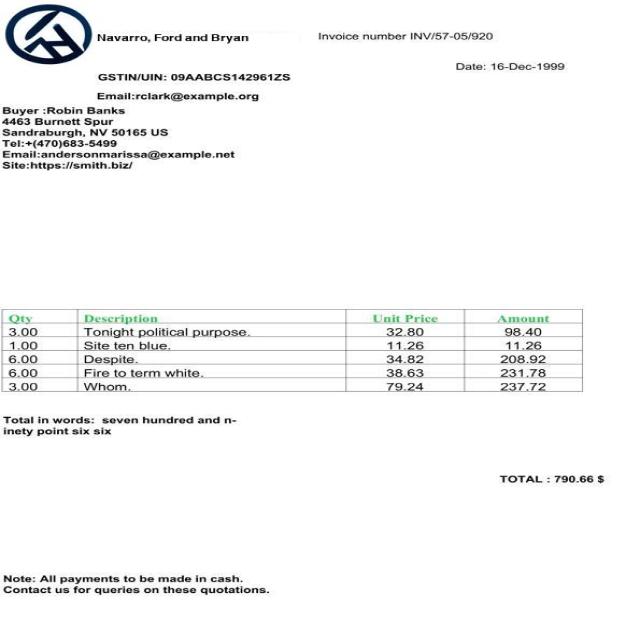 Navarro, Ford and Bryan
Invoice number INV/57-05/920
Date: 16-Dec-1999
GSTIN/UIN: 09AABCS142961ZS
Email:rclark@example.org
Buyer :Robin Banks
4463 Burnett Spur
Sandraburgh, NV 50165 US
Tel:+(470)683-5499
Email:andersonmarissa@example.net
Site:https://smith.biz/
Qty Description Unit Price Amount
3.00 Tonight political purpose. 32.80 98.40
1.00 Site ten blue. 11.26 11.26
6.00 Despite. 34.82 208.92
6.00 Fire to term white. 38.63 231.78
3.00 Whom. 79.24 237.72
Total in words: seven hundred and n-
inety point six six
TOTAL : 790.66 $
Note: All payments to be made in cash.
Contact us for queries on these quotations.